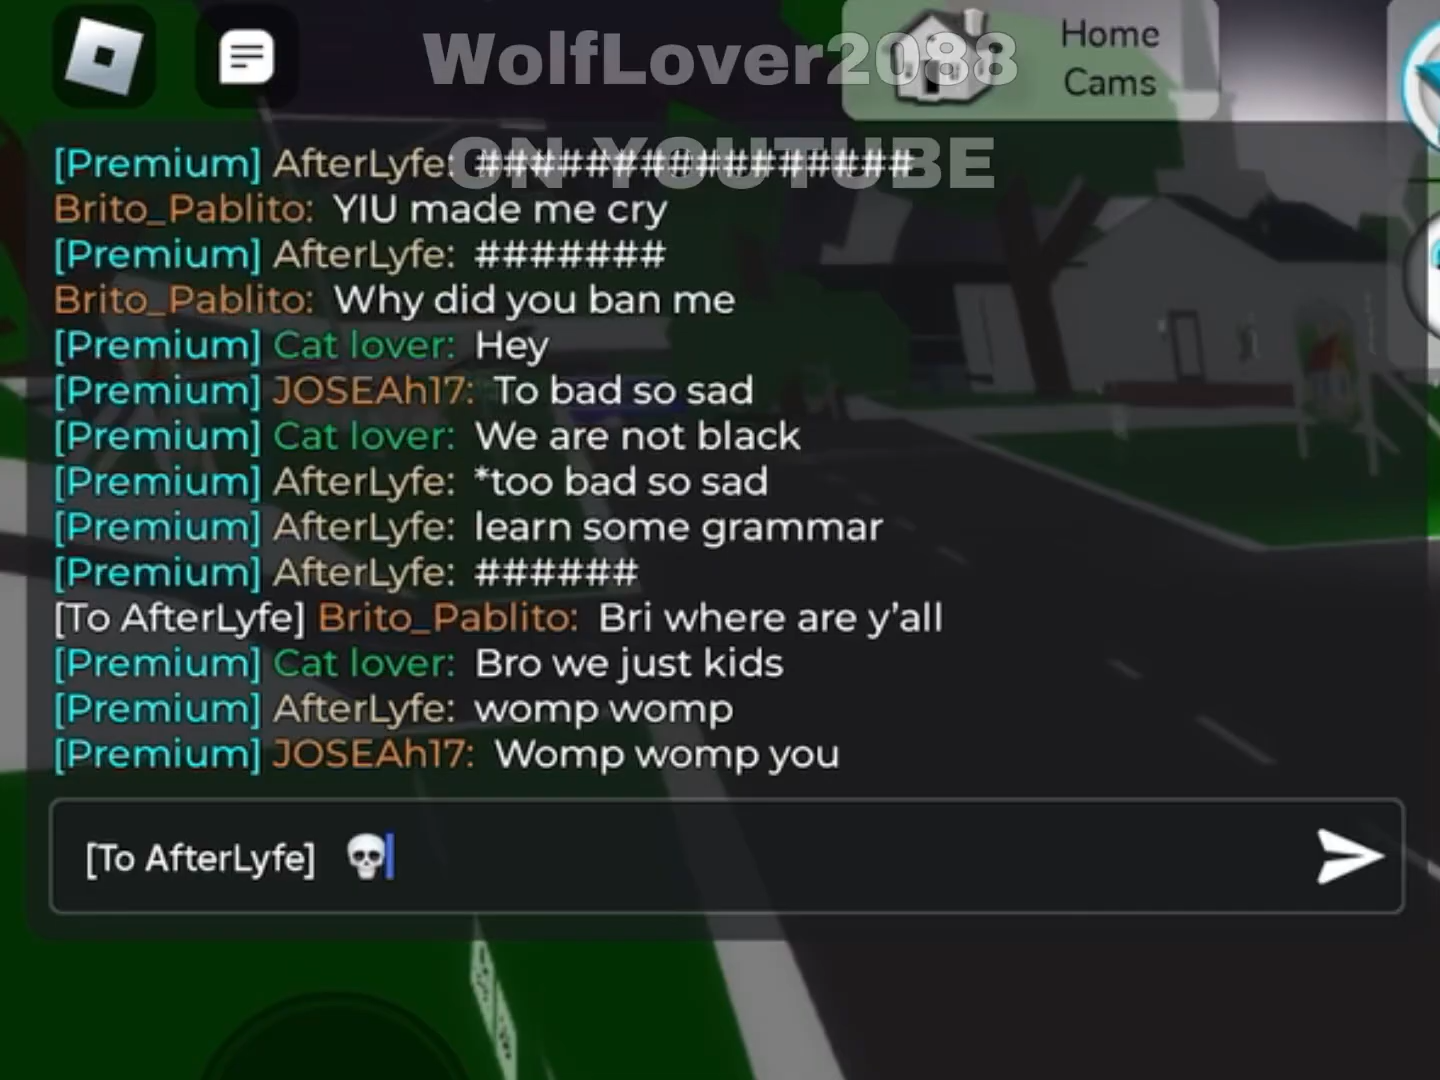 WolfLover2088
ON YOUTUBE
Home
Cams
[Premium] AfterLyfe: ################
Brito_Pablito: YIU made me cry
[Premium] AfterLyfe: #######
Brito_Pablito: Why did you ban me
[Premium] Cat lover: Hey
[Premium] JOSEAh17: To bad so sad
[Premium] Cat lover: We are not black
[Premium] AfterLyfe: *too bad so sad
[Premium] AfterLyfe: learn some grammar
[Premium] AfterLyfe: ######
[To AfterLyfe] Brito_Pablito: Bri where are y’all
[Premium] Cat lover: Bro we just kids
[Premium] AfterLyfe: womp womp
[Premium] JOSEAh17: Womp womp you
[To AfterLyfe] 💀